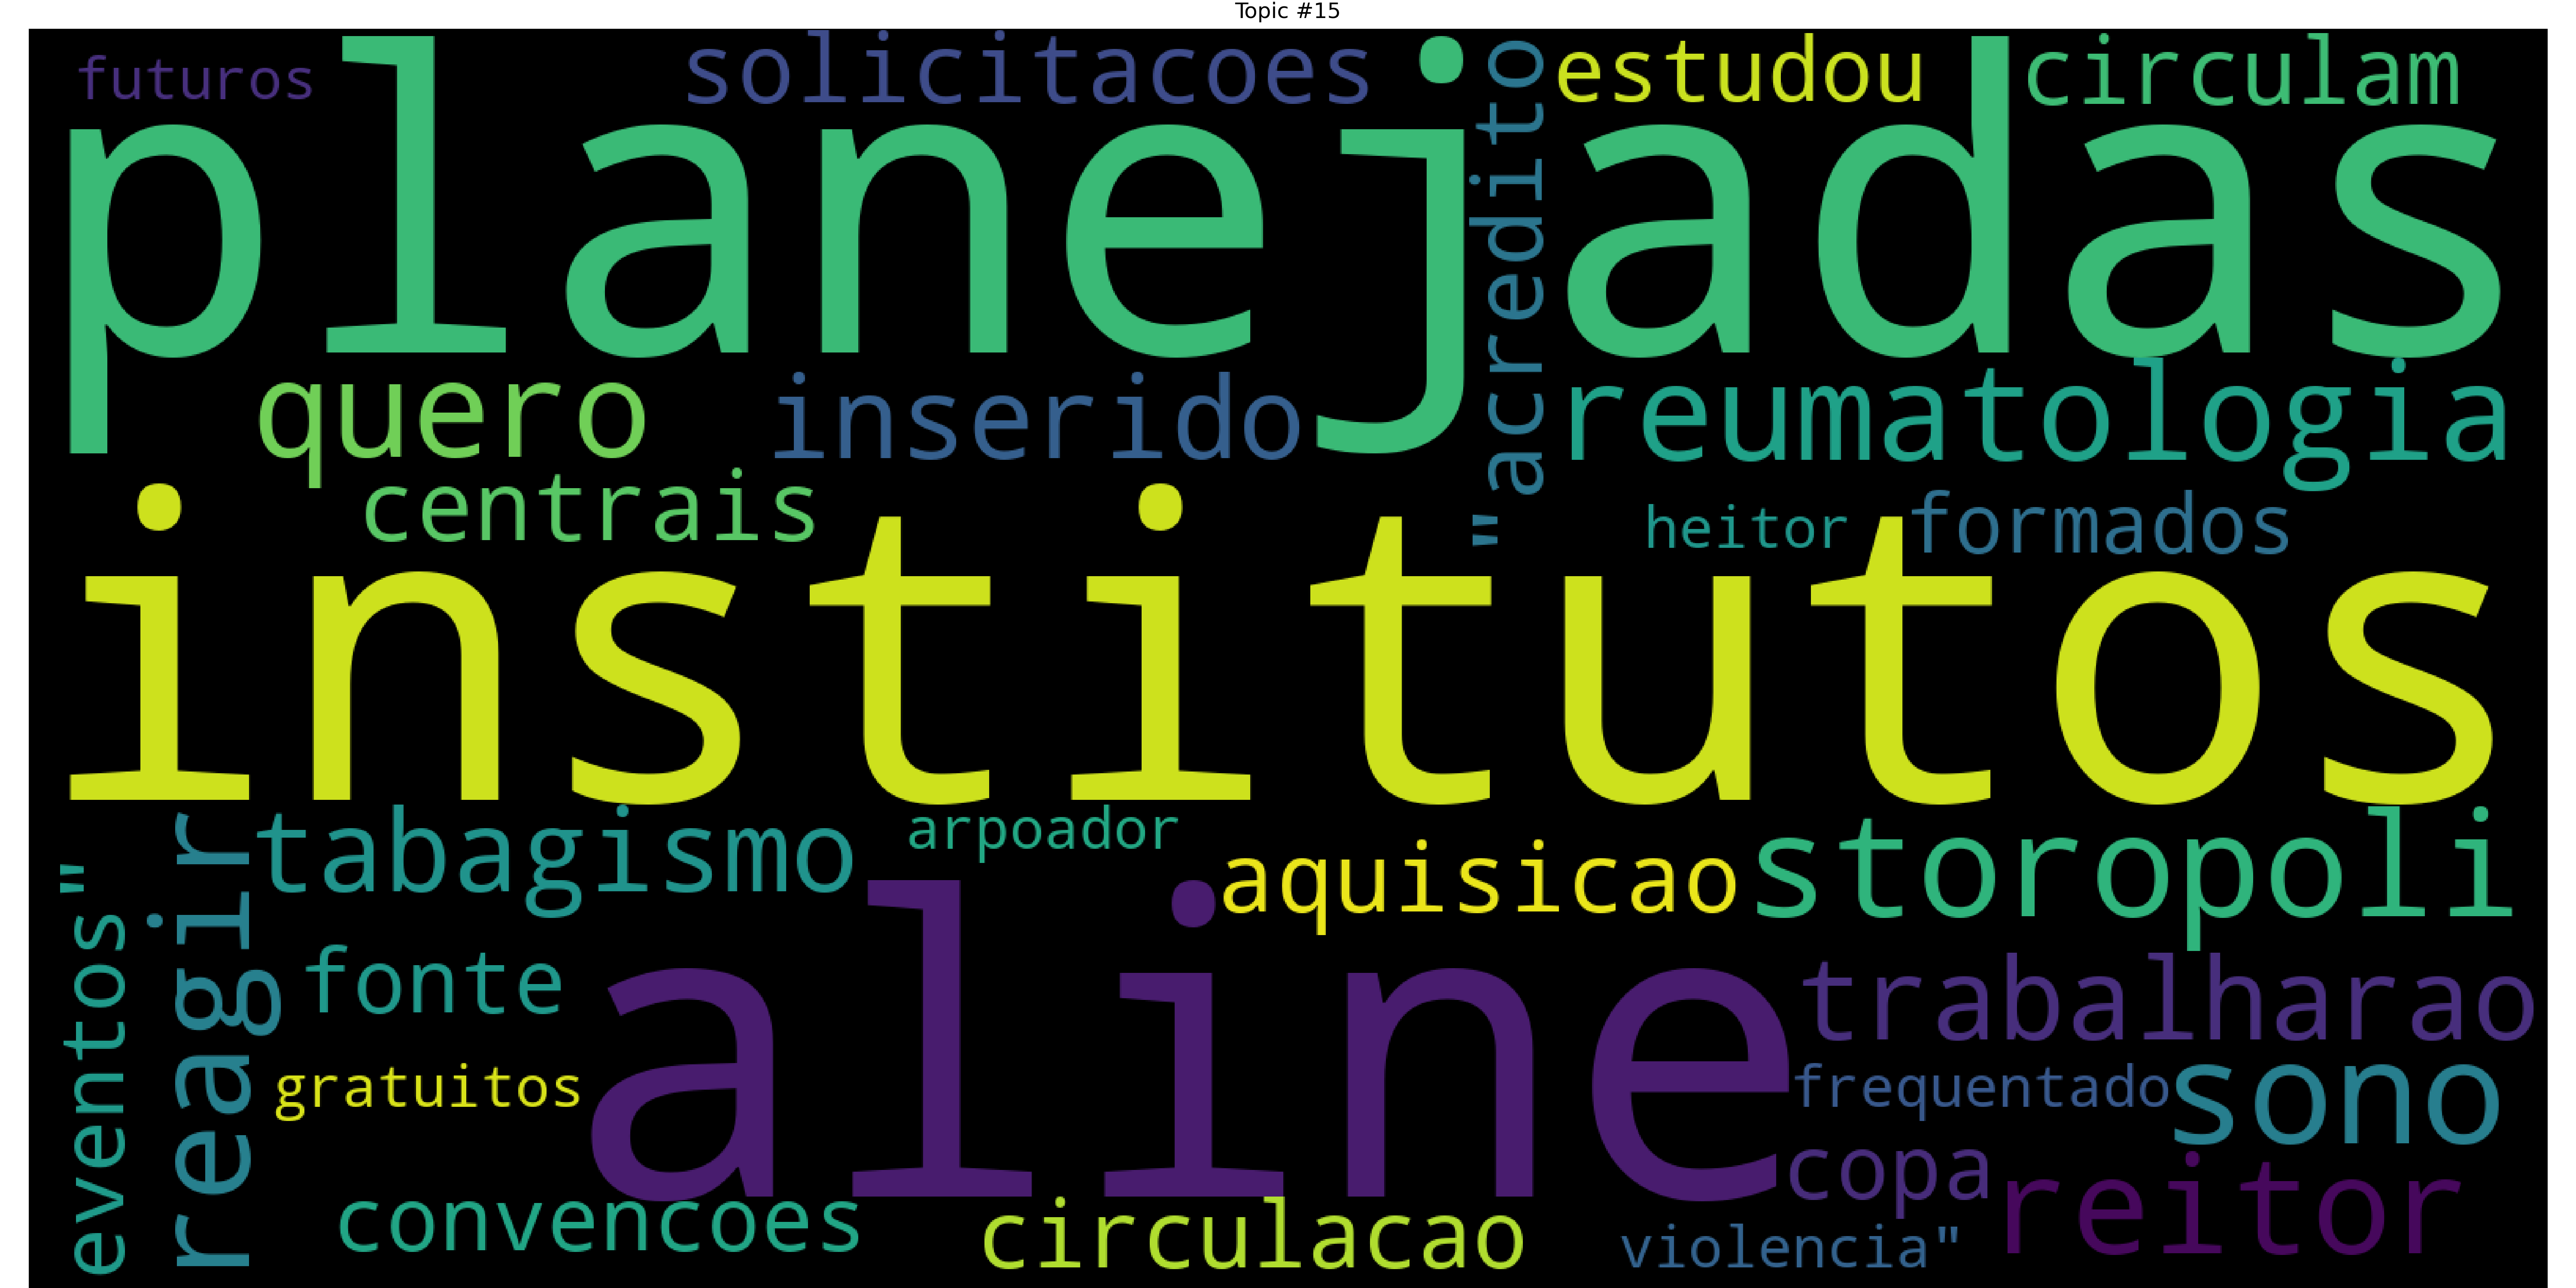 Topic #15
futuros
solicitacoes
"acredito
estudou
circulam
planejadas
quero
inserido
reumatologia
centrais
heitor
formados
institutos
eventos"
reagir
tabagismo
arpoador
aquisicao
storopoli
fonte
aline
trabalharao
gratuitos
frequentado
sono
copa
reitor
convencoes
circulacao
violencia"